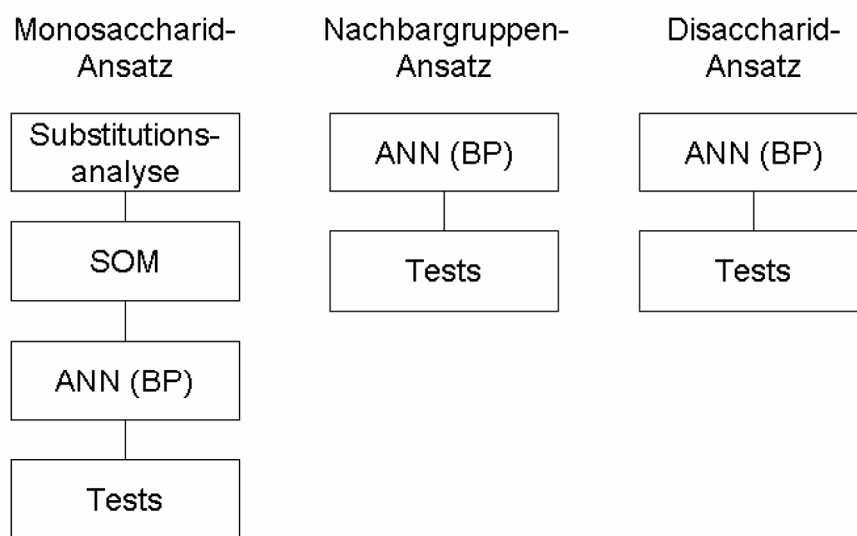 Monosaccharid-
Ansatz
Substitutions-
analyse
SOM
ANN (BP)
Tests
Nachbargruppen-
Ansatz
ANN (BP)
Tests
Disaccharid-
Ansatz
ANN (BP)
Tests